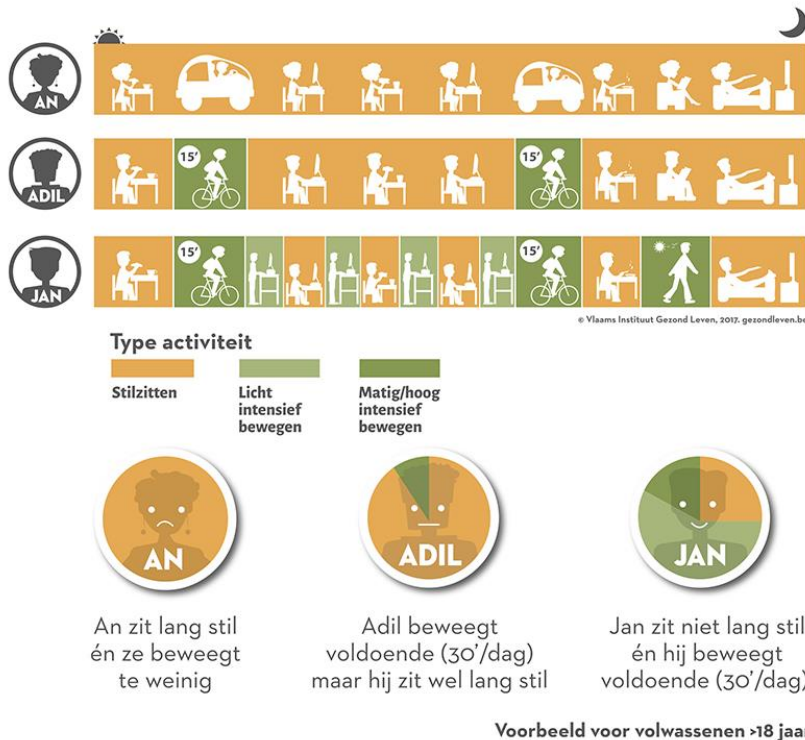 AN
15'
15'
ADIL
15'
15'
JAN
© Vlaams Instituut Gezond Leven, 2017. gezondleven.be
Type activiteit
Stilzitten
Licht
intensief
bewegen
Matig/hoog
intensief
bewegen
AN
ADIL
JAN
An zit lang stil
én ze beweegt
te weinig
Adil beweegt
voldoende (30'/dag)
maar hij zit wel lang stil
Jan zit niet lang stil
én hij beweegt
voldoende (30'/dag)
Voorbeeld voor volwassenen >18 jaar